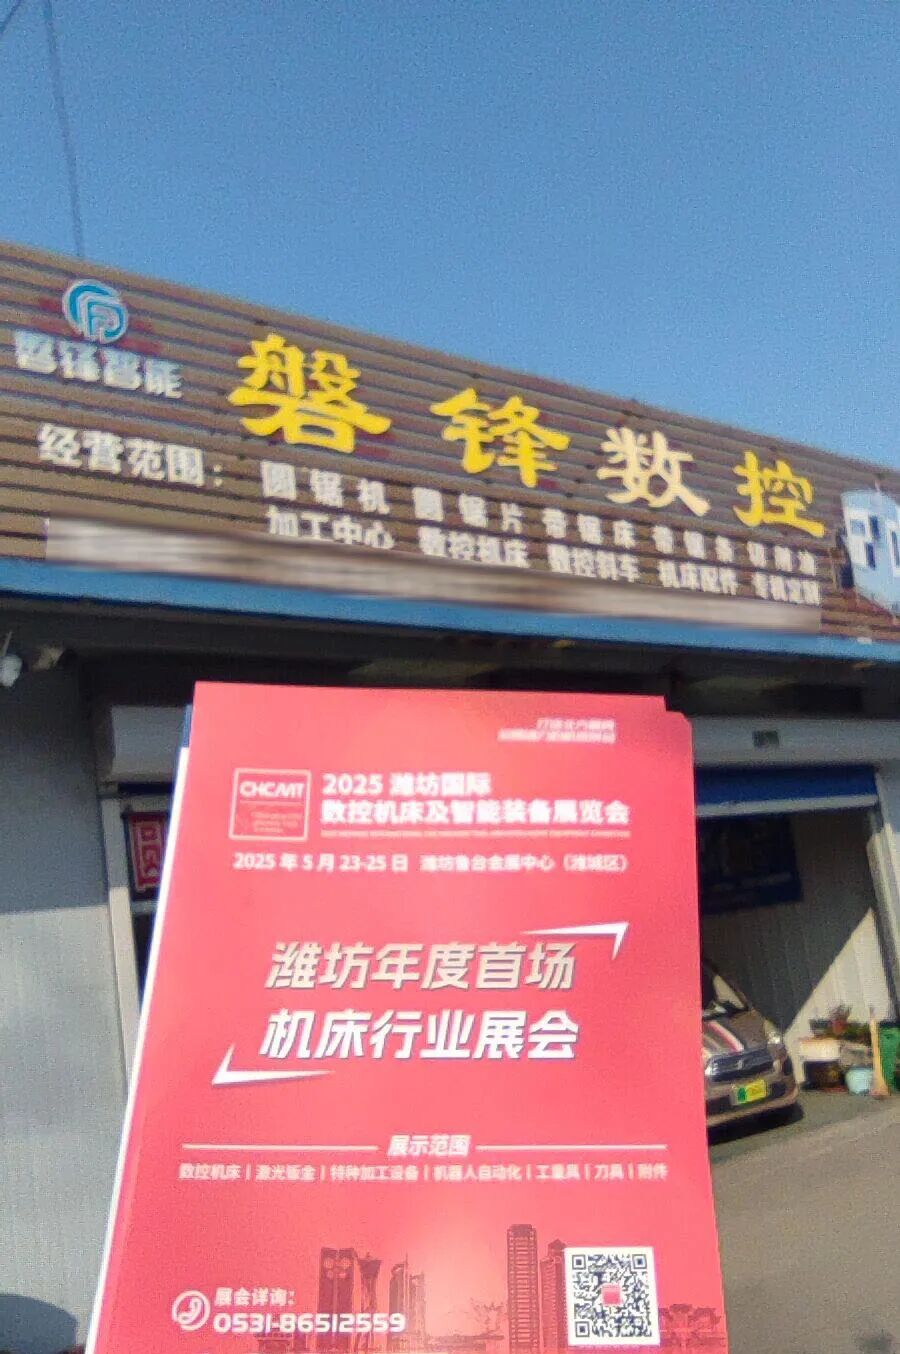 磐锋智能
磐锋数控
经营范围：圆锯机 圆锯片 带锯床 带锯条 切削油
加工中心 数控机床 数控斜车 机床配件 专机定制
CHCMT
2025 潍坊国际
数控机床及智能装备展览会
2025 年 5 月 23-25 日 潍坊鲁台会展中心（潍城区）
潍坊年度首场
机床行业展会
展示范围
数控机床 | 激光钣金 | 特种加工设备 | 机器人自动化 | 工量具 | 刀具 | 附件
展会详询
0531-86512559